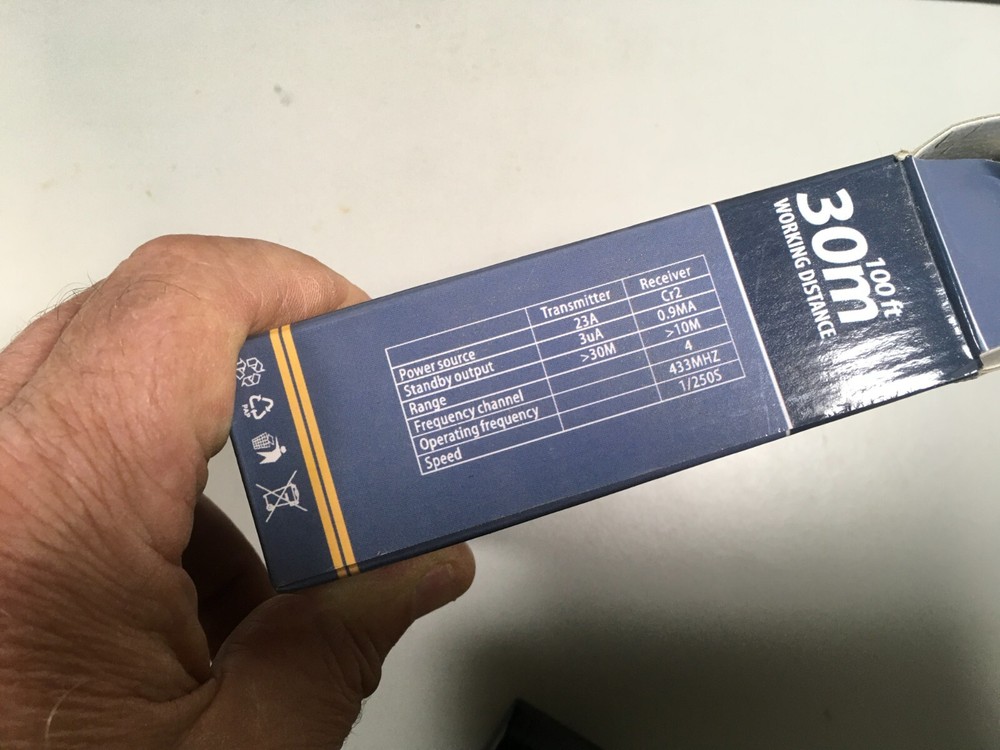 Transmitter Receiver
Power source 23A Cr2
Standby output 3uA 0.9MA
Range >30M >10M
Frequency channel 4
Operating frequency 433MHZ
Speed 1/250S
30m 100 ft
WORKING DISTANCE